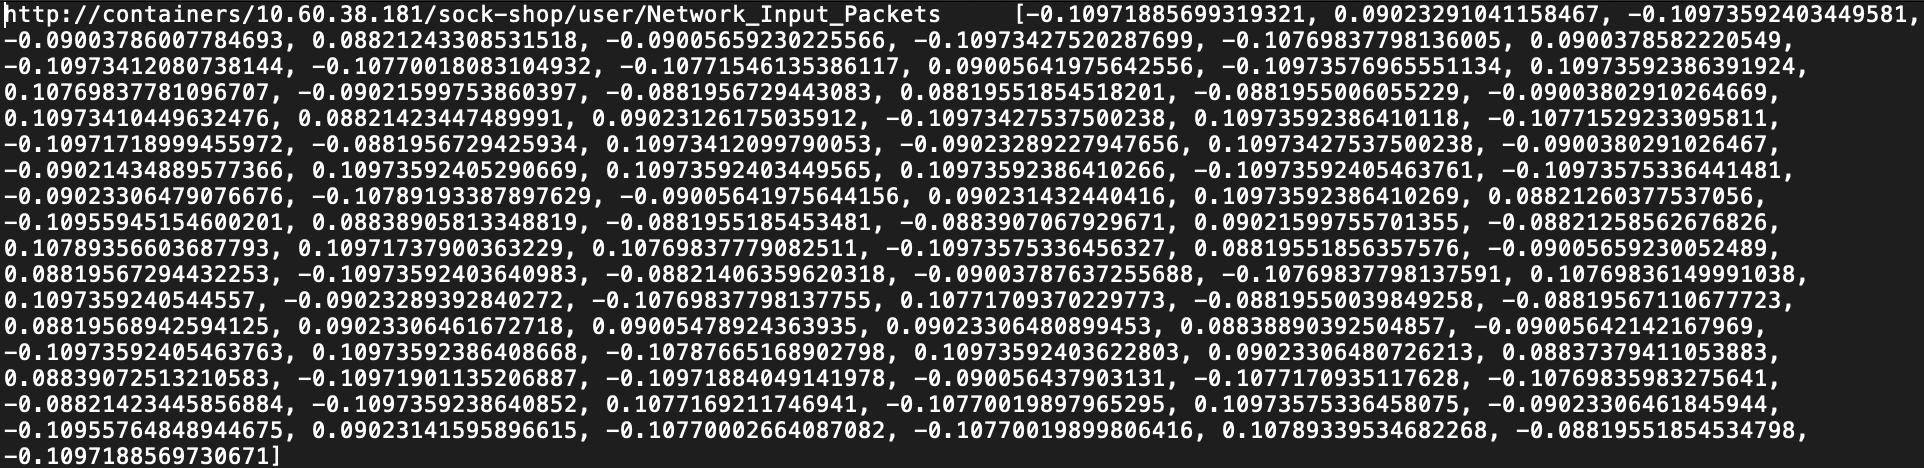 http://containers/10.60.38.181/sock-shop/user/Network_Input_Packets     [-0.10971885699319321, 0.09023291041158467, -0.10973592403449581,
-0.09003786007784693, 0.08821243308531518, -0.09005659230225566, -0.10973427520287699, -0.10769837798136005, 0.0900378582220549,
-0.10973412080738144, -0.10770018083104932, -0.10771546135386117, 0.09005641975642556, -0.10973576965551134, 0.10973592386391924,
0.10769837781096707, -0.09021599753860397, -0.0881956729443083, 0.08819551854518201, -0.0881955006055229, -0.09003802910264669,
0.10973410449632476, 0.08821423447489991, 0.09023126175035912, -0.10973427537500238, 0.10973592386410118, -0.10771529233095811,
-0.10971718999455972, -0.0881956729425934, 0.10973412099790053, -0.09023289227947656, 0.10973427537500238, -0.0900380291026467,
-0.09021434889577366, 0.10973592405290669, 0.10973592403449565, 0.10973592386410266, -0.10973592405463761, -0.10973575336441481,
-0.09023306479076676, -0.10789193387897629, -0.09005641975644156, 0.090231432440416, 0.10973592386410269, 0.08821260377537056,
-0.10955945154600201, 0.08838905813348819, -0.0881955185453481, -0.0883907067929671, 0.09021599755701355, -0.08821258562676826,
0.10789356603687793, 0.10971737900363229, 0.10769837779082511, -0.10973575336456327, 0.08819551856357576, -0.09005659230052489,
0.08819567294432253, -0.10973592403640983, -0.08821406359620318, -0.09003787637255688, -0.10769837798137591, 0.10769836149991038,
0.1097359240544557, -0.09023289392840272, -0.10769837798137755, 0.10771709370229773, -0.08819550039849258, -0.08819567110677723,
0.08819568942594125, 0.09023306461672718, 0.09005478924363935, 0.09023306480899453, 0.08838890392504857, -0.09005642142167969,
-0.10973592405463763, 0.10973592386408668, -0.10787665168902798, 0.10973592403622803, 0.09023306480726213, 0.08837379411053883,
0.08839072513210583, -0.10971901135206887, -0.10971884049141978, -0.090056437903131, -0.1077170935117628, -0.10769835983275641,
-0.08821423445856884, -0.1097359238640852, 0.1077169211746941, -0.10770019897965295, 0.10973575336458075, -0.09023306461845944,
-0.10955764848944675, 0.09023141595896615, -0.10770002664087082, -0.10770019899806416, 0.10789339534682268, -0.08819551854534798,
-0.1097188569730671]